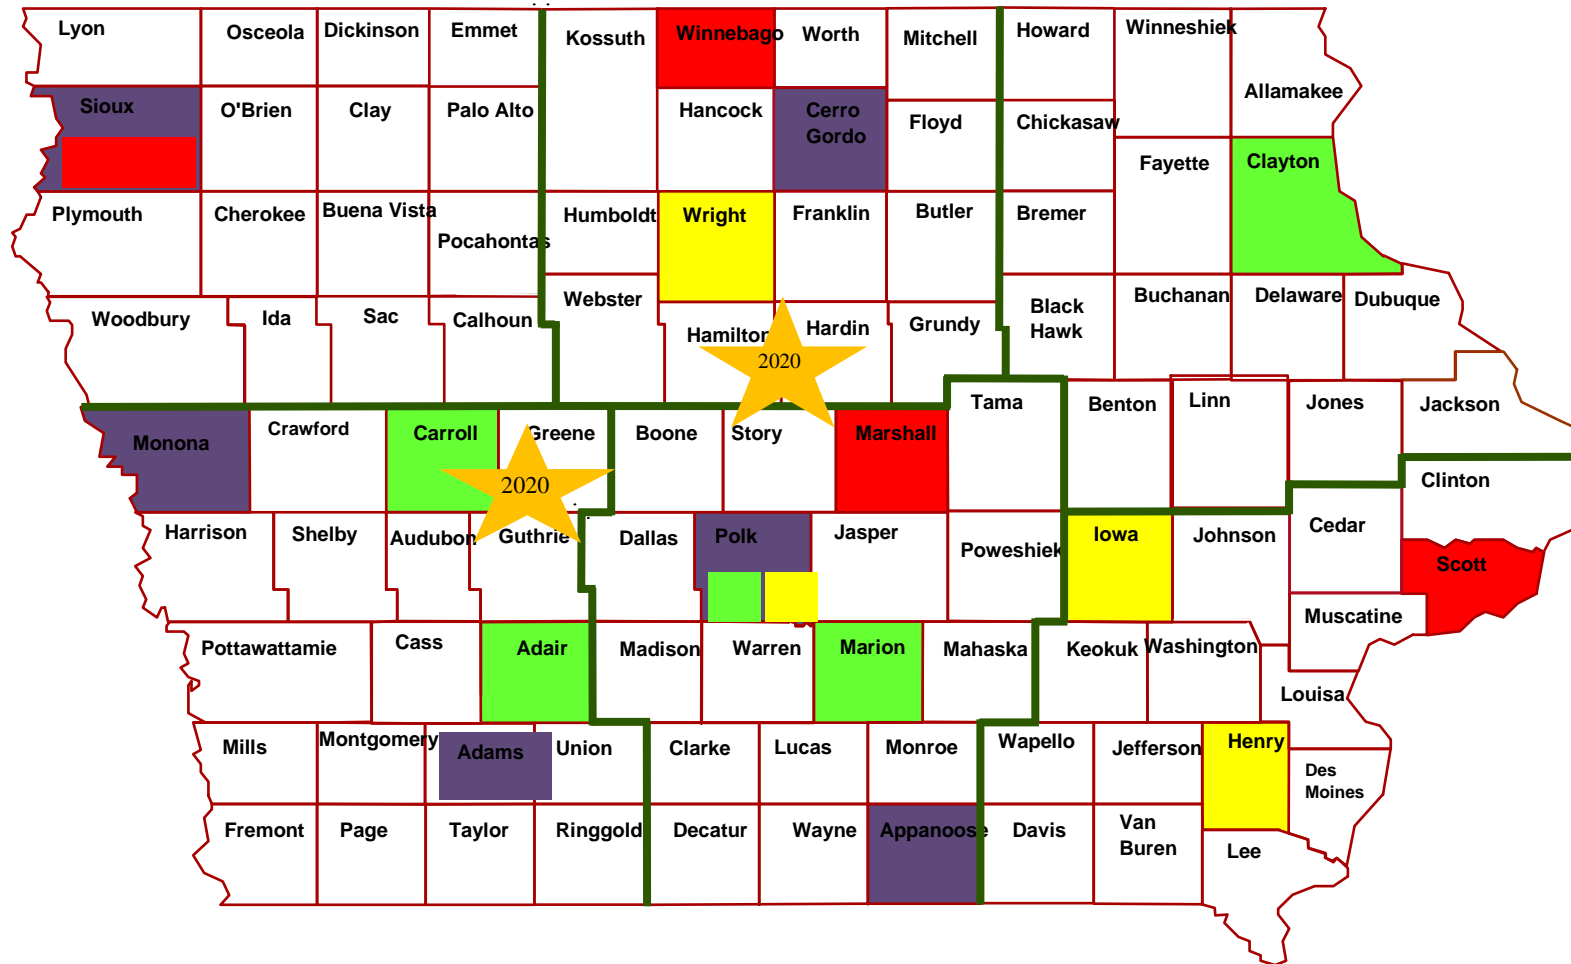 Lyon
Osceola
Dickinson
Emmet
Kossuth
Winnebago
Worth
Mitchell
Howard
Winneshiek
Allamakee
Sioux
O'Brien
Clay
Palo Alto
Hancock
Cerro
Gordo
Floyd
Chickasaw
Fayette
Clayton
Plymouth
Cherokee
Buena Vista
Pocahontas
Humboldt
Wright
Franklin
Butler
Bremer
Woodbury
Ida
Sac
Calhoun
Webster
Hamilton
Hardin
Grundy
Black
Hawk
Buchanan
Delaware
Dubuque
2020
Monona
Crawford
Carroll
Greene
Boone
Story
Marshall
Tama
Benton
Linn
Jones
Jackson
2020
Clinton
Harrison
Shelby
Audubon
Guthrie
Dallas
Polk
Jasper
Poweshiek
Iowa
Johnson
Cedar
Scott
Muscatine
Pottawattamie
Cass
Adair
Madison
Warren
Marion
Mahaska
Keokuk
Washington
Louisa
Mills
Montgomery
Adams
Union
Clarke
Lucas
Monroe
Wapello
Jefferson
Henry
Des
Moines
Fremont
Page
Taylor
Ringgold
Decatur
Wayne
Appanoose
Davis
Van
Buren
Lee